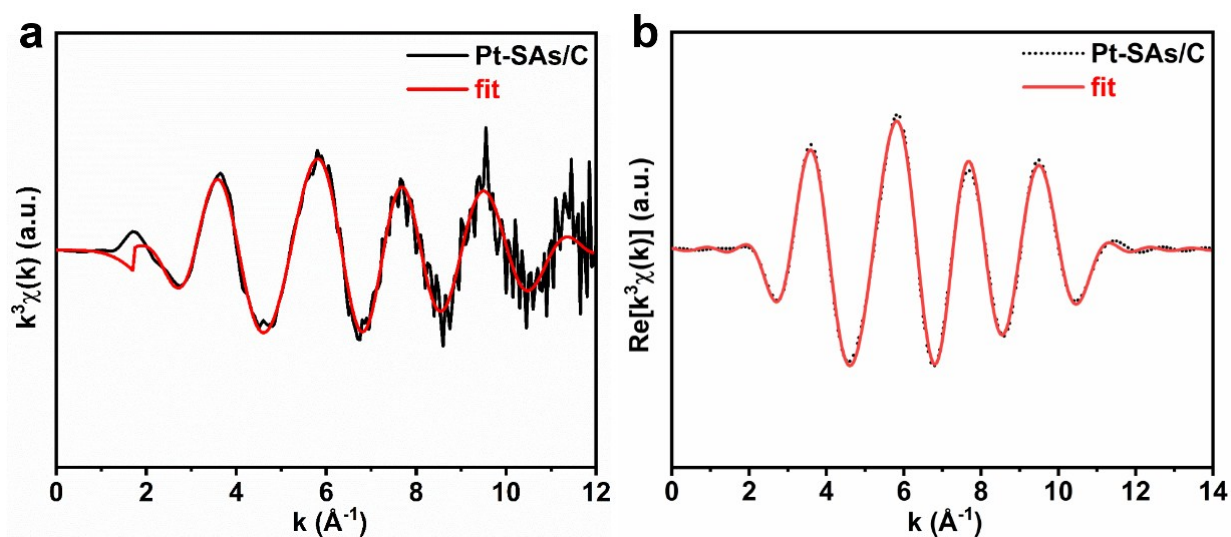 a
Pt-SAs/C
fit
k³χ(k) (a.u.)
0 2 4 6 8 10 12
k (Å⁻¹)
b
Pt-SAs/C
fit
Re[k³χ(k)] (a.u.)
0 2 4 6 8 10 12 14
k (Å⁻¹)